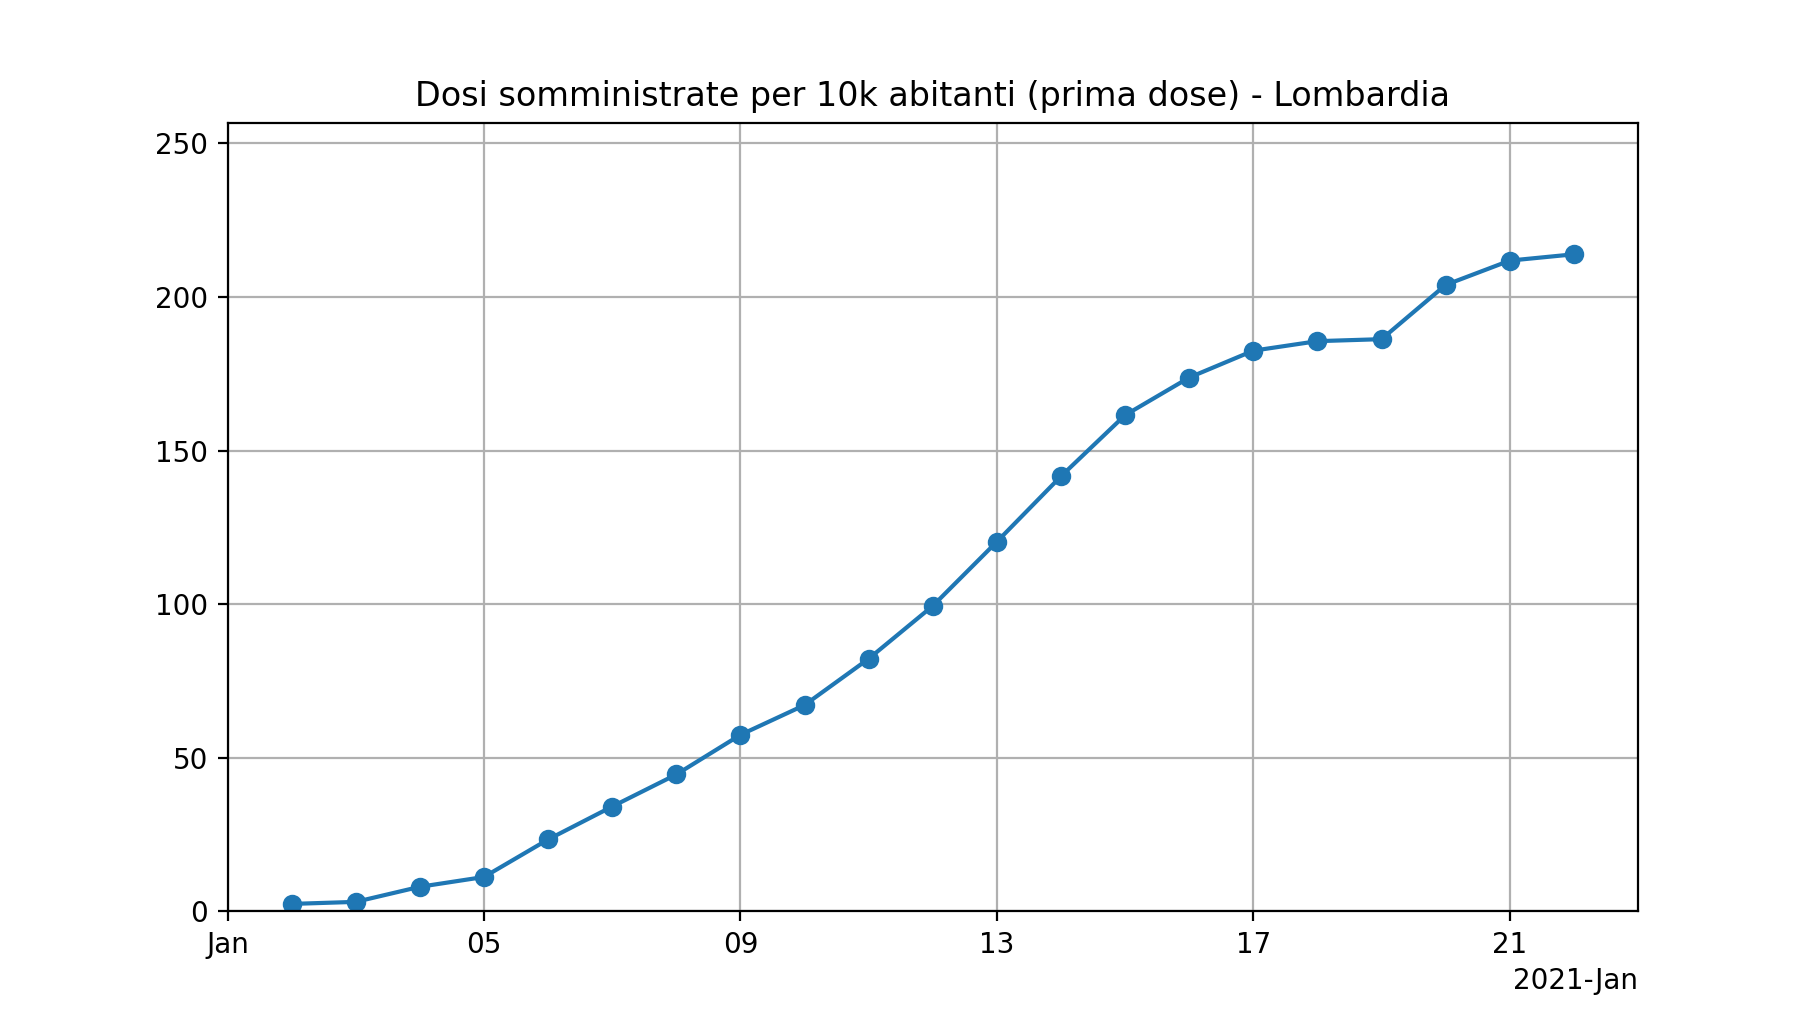 Dosi somministrate per 10k abitanti (prima dose) - Lombardia
250
200
150
100
50
0
Jan 05 09 13 17 21
2021-Jan